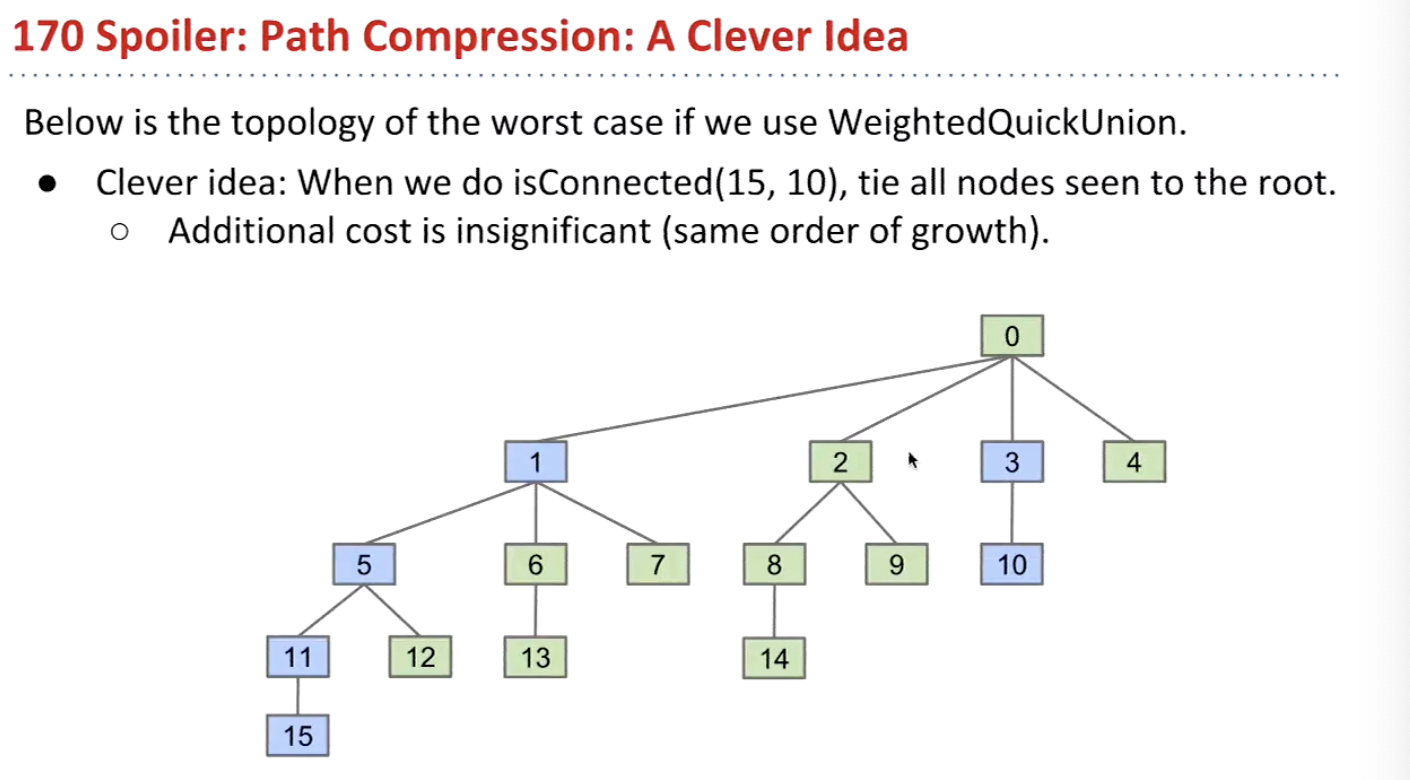 170 Spoiler: Path Compression: A Clever Idea
Below is the topology of the worst case if we use WeightedQuickUnion.
● Clever idea: When we do isConnected(15, 10), tie all nodes seen to the root.
○ Additional cost is insignificant (same order of growth).
0
1 2 3 4
5 6 7 8 9 10
11 12 13 14
15